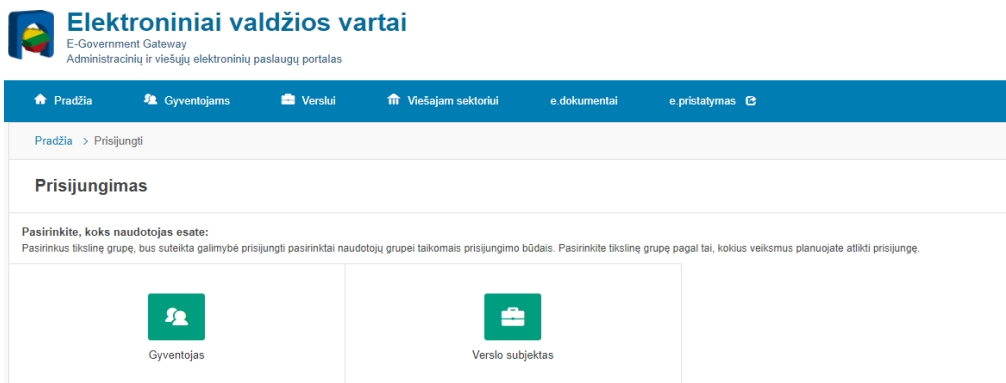 Elektroniniai valdžios vartai
E-Government Gateway
Administracinių ir viešųjų elektroninių paslaugų portalas
Pradžia Gyventojams Verslui Viešajam sektoriui e.dokumentai e.pristatymas
Pradžia > Prisijungti
Prisijungimas
Pasirinkite, koks naudotojas esate:
Pasirinkus tikslinę grupę, bus suteikta galimybė prisijungti pasirinktai naudotojų grupei taikomais prisijungimo būdais. Pasirinkite tikslinę grupę pagal tai, kokius veiksmus planuojate atlikti prisijungę.
Gyventojas Verslo subjektas